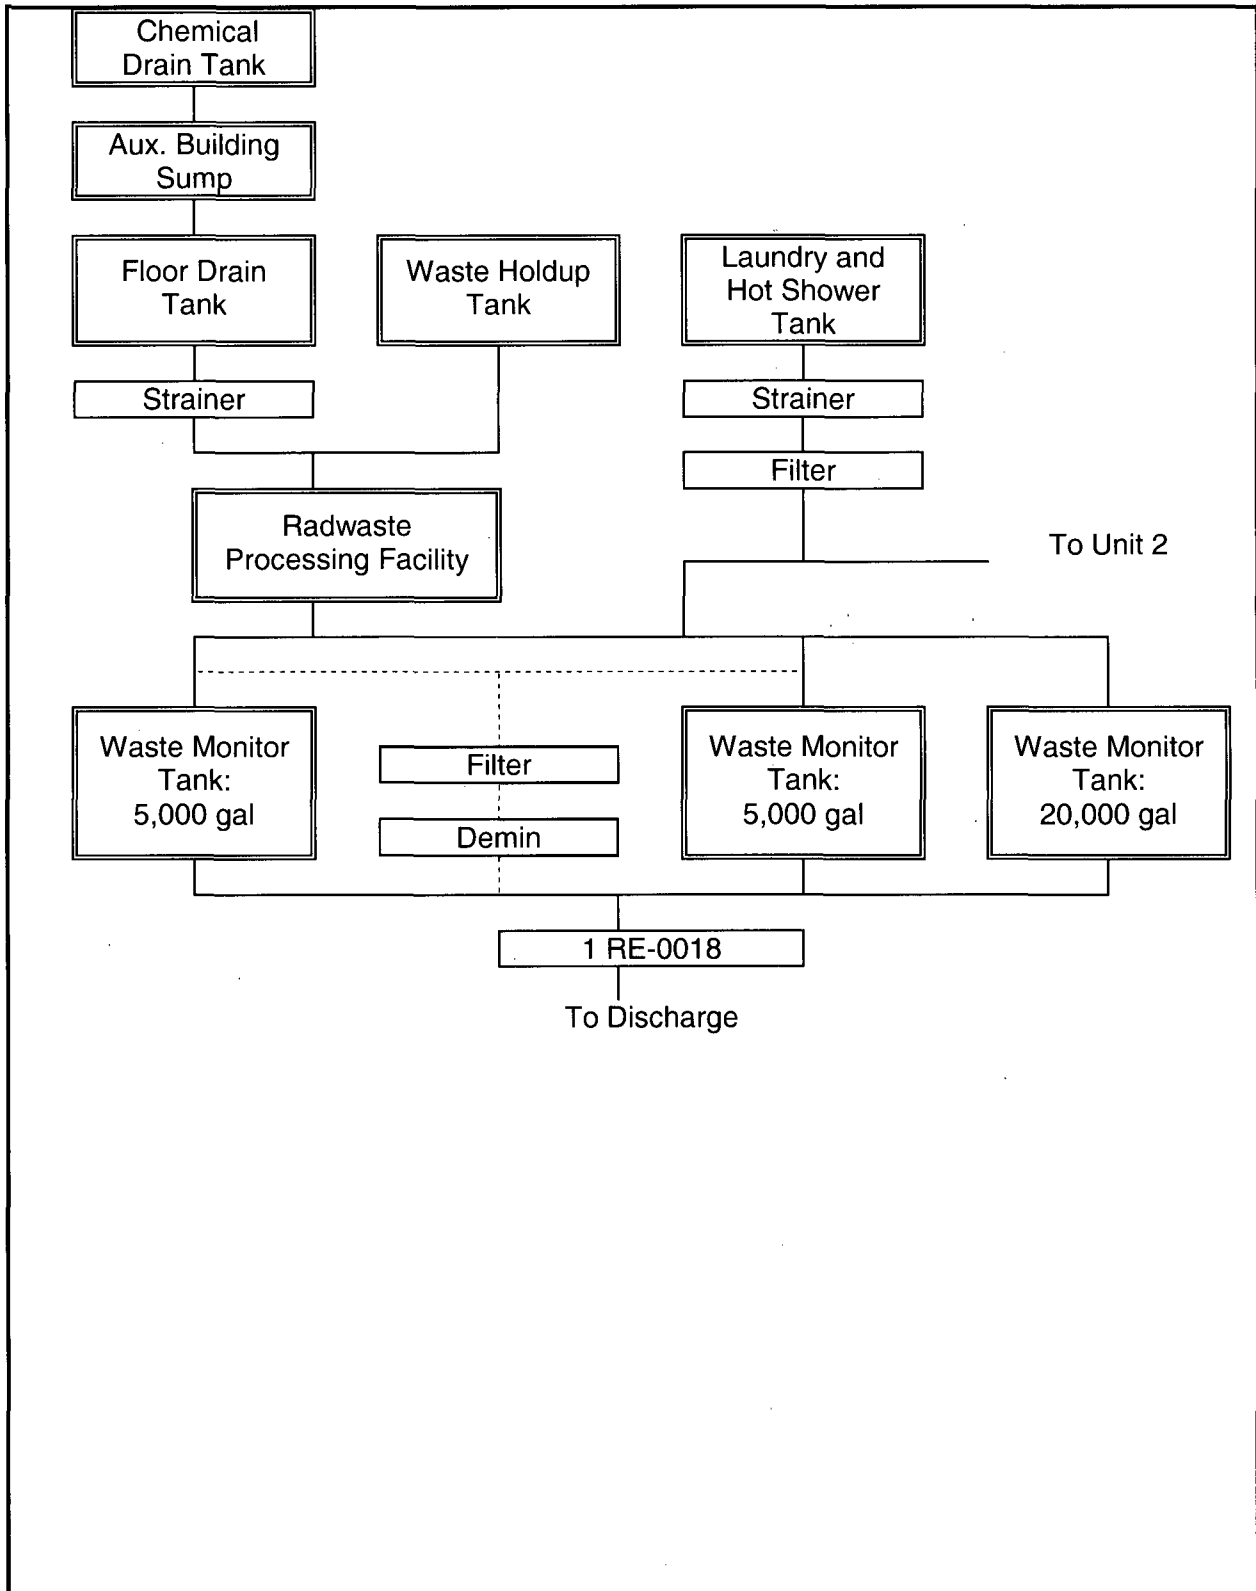 Chemical
Drain Tank
Aux. Building
Sump
Floor Drain
Tank
Waste Holdup
Tank
Laundry and
Hot Shower
Tank
Strainer
Strainer
Filter
Radwaste
Processing Facility
To Unit 2
Waste Monitor
Tank:
5,000 gal
Filter
Demin
Waste Monitor
Tank:
5,000 gal
Waste Monitor
Tank:
20,000 gal
1 RE-0018
To Discharge